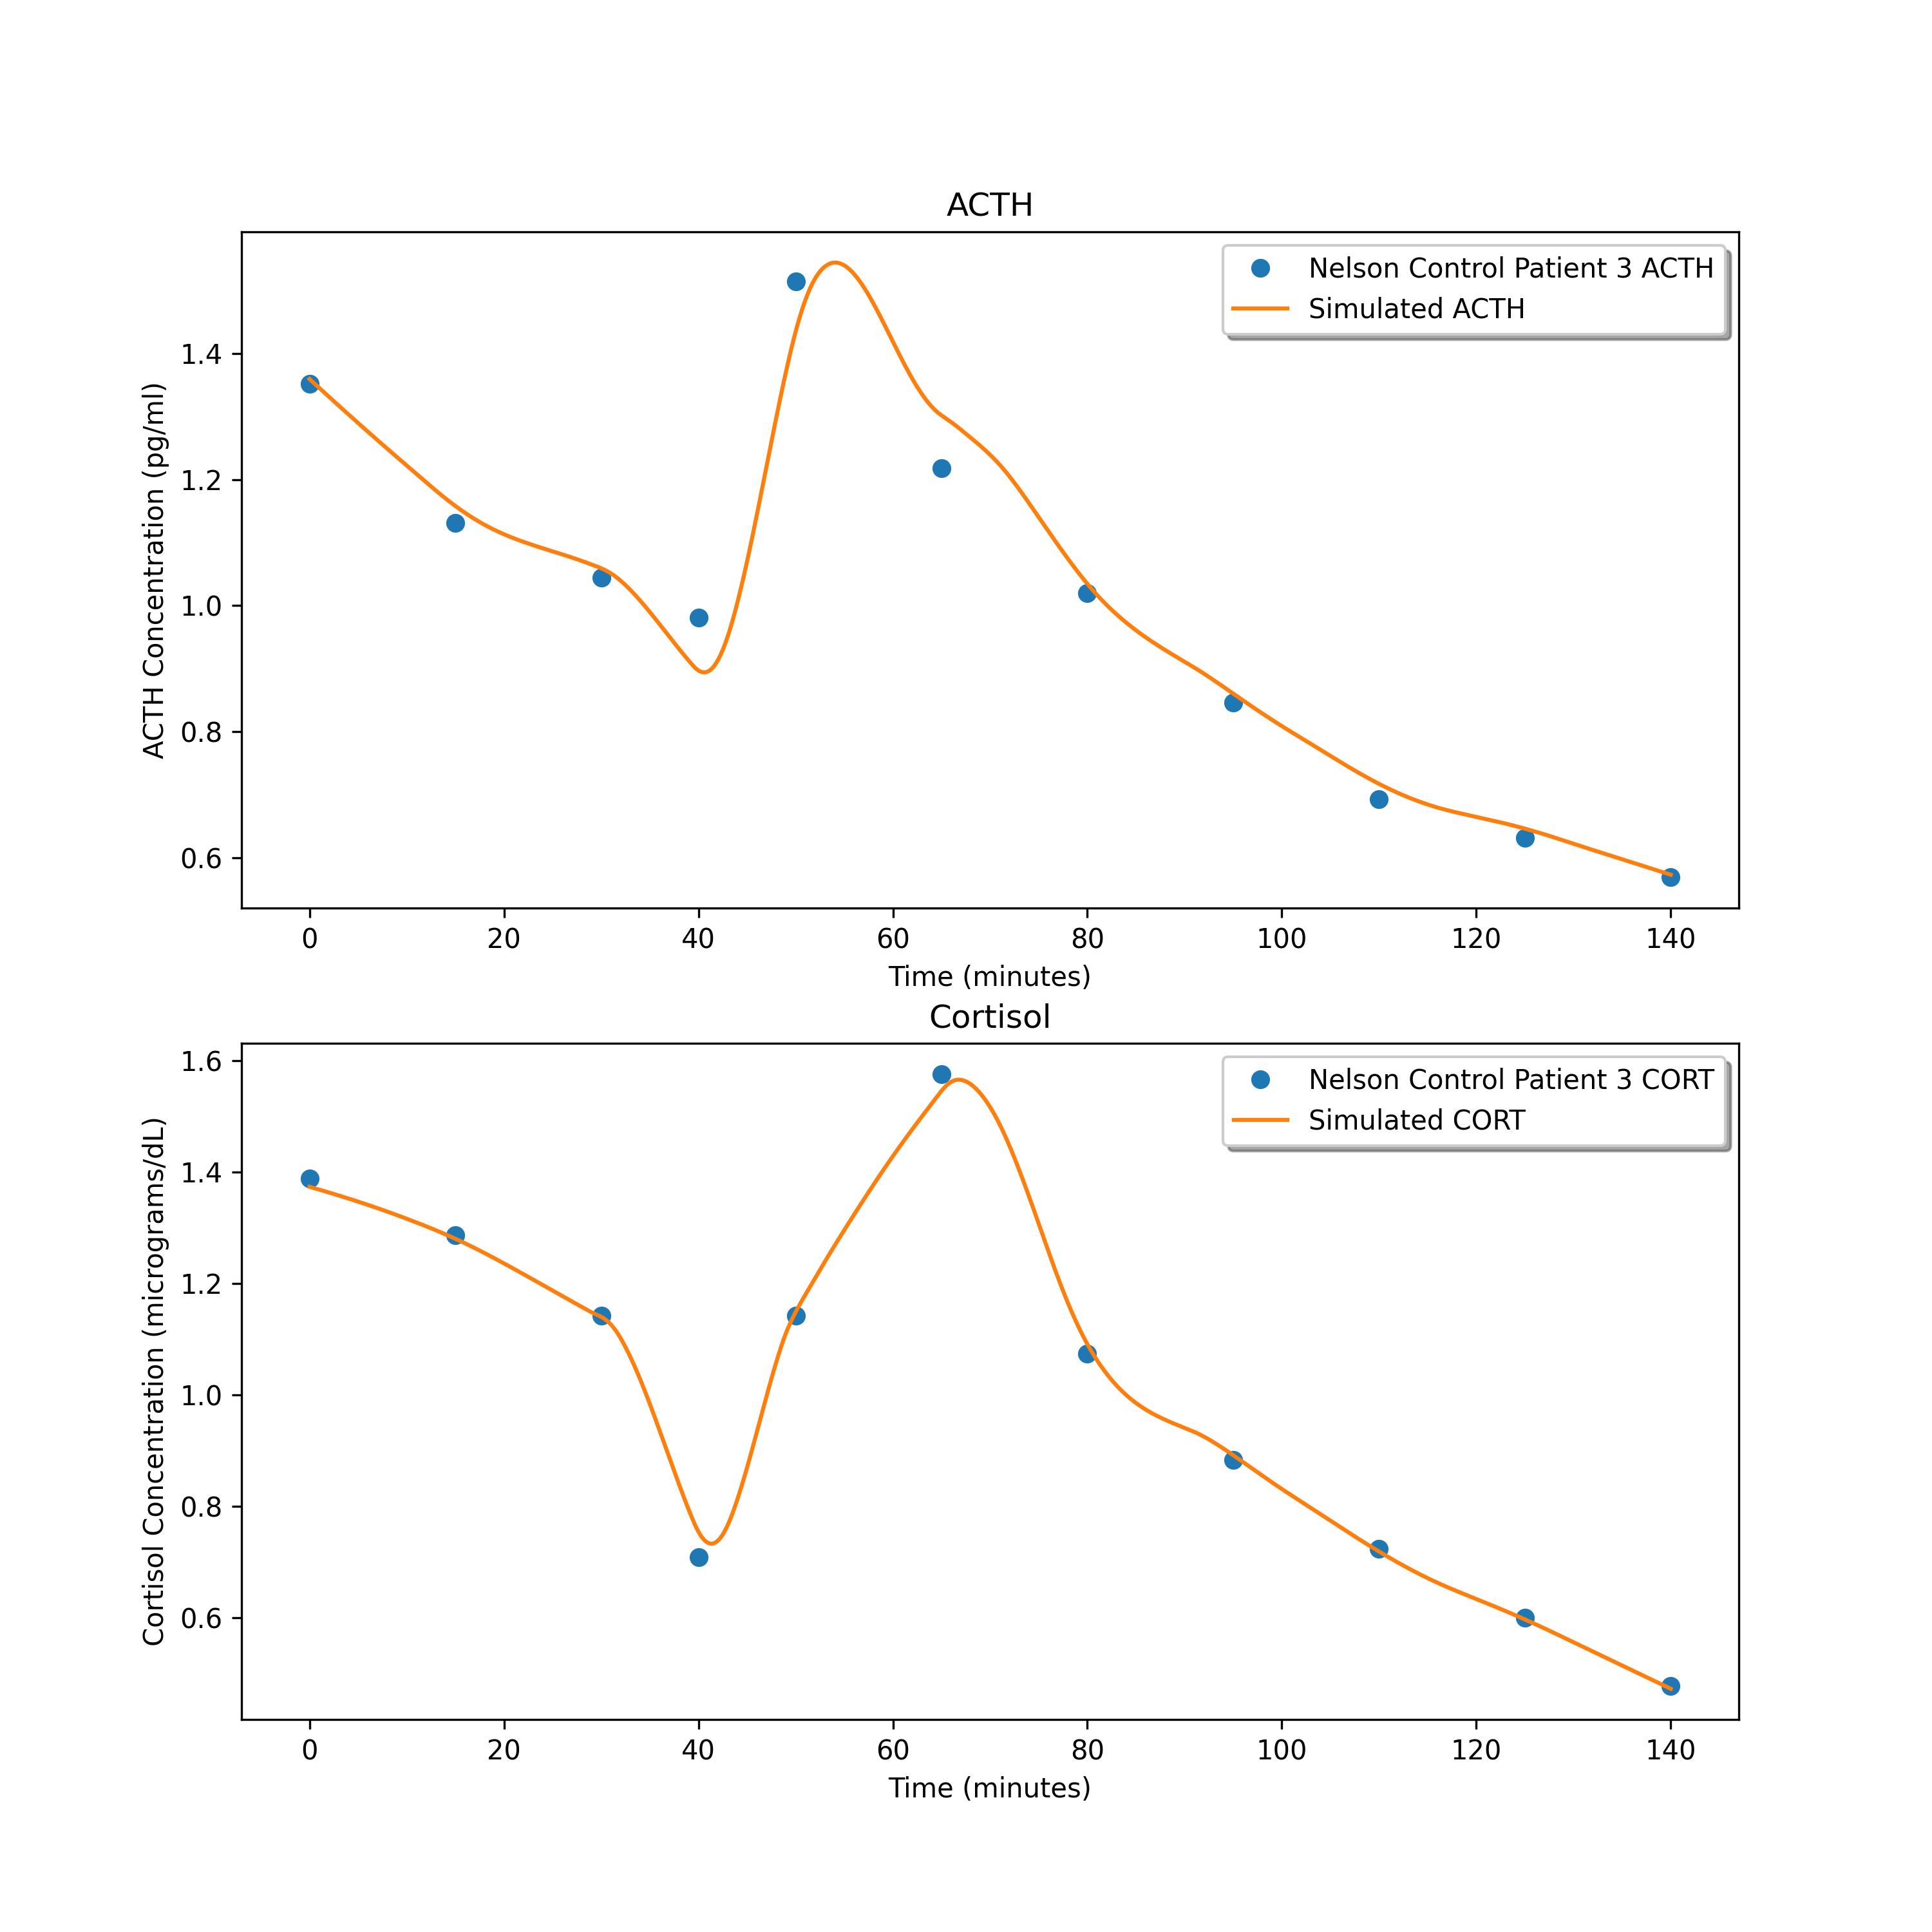 ACTH
Nelson Control Patient 3 ACTH
Simulated ACTH
ACTH Concentration (pg/ml)
1.4
1.2
1.0
0.8
0.6
0 20 40 60 80 100 120 140
Time (minutes)
Cortisol
Nelson Control Patient 3 CORT
Simulated CORT
Cortisol Concentration (micrograms/dL)
1.6
1.4
1.2
1.0
0.8
0.6
0 20 40 60 80 100 120 140
Time (minutes)